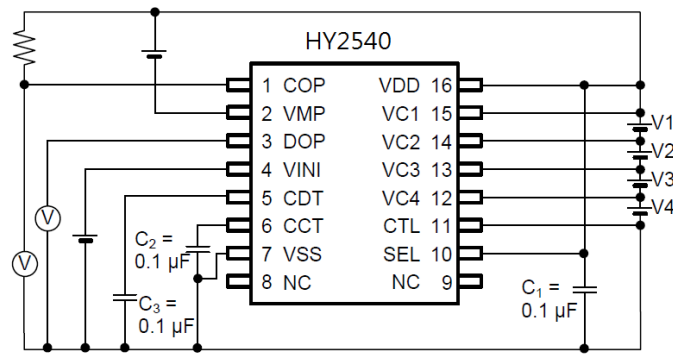 HY2540
1 COP VDD 16
2 VMP VC1 15
3 DOP VC2 14
4 VINI VC3 13
5 CDT VC4 12
6 CCT CTL 11
7 VSS SEL 10
8 NC NC 9
V1
V2
V3
V4
V
V
C2 =
0.1 µF
C3 =
0.1 µF
C1 =
0.1 µF